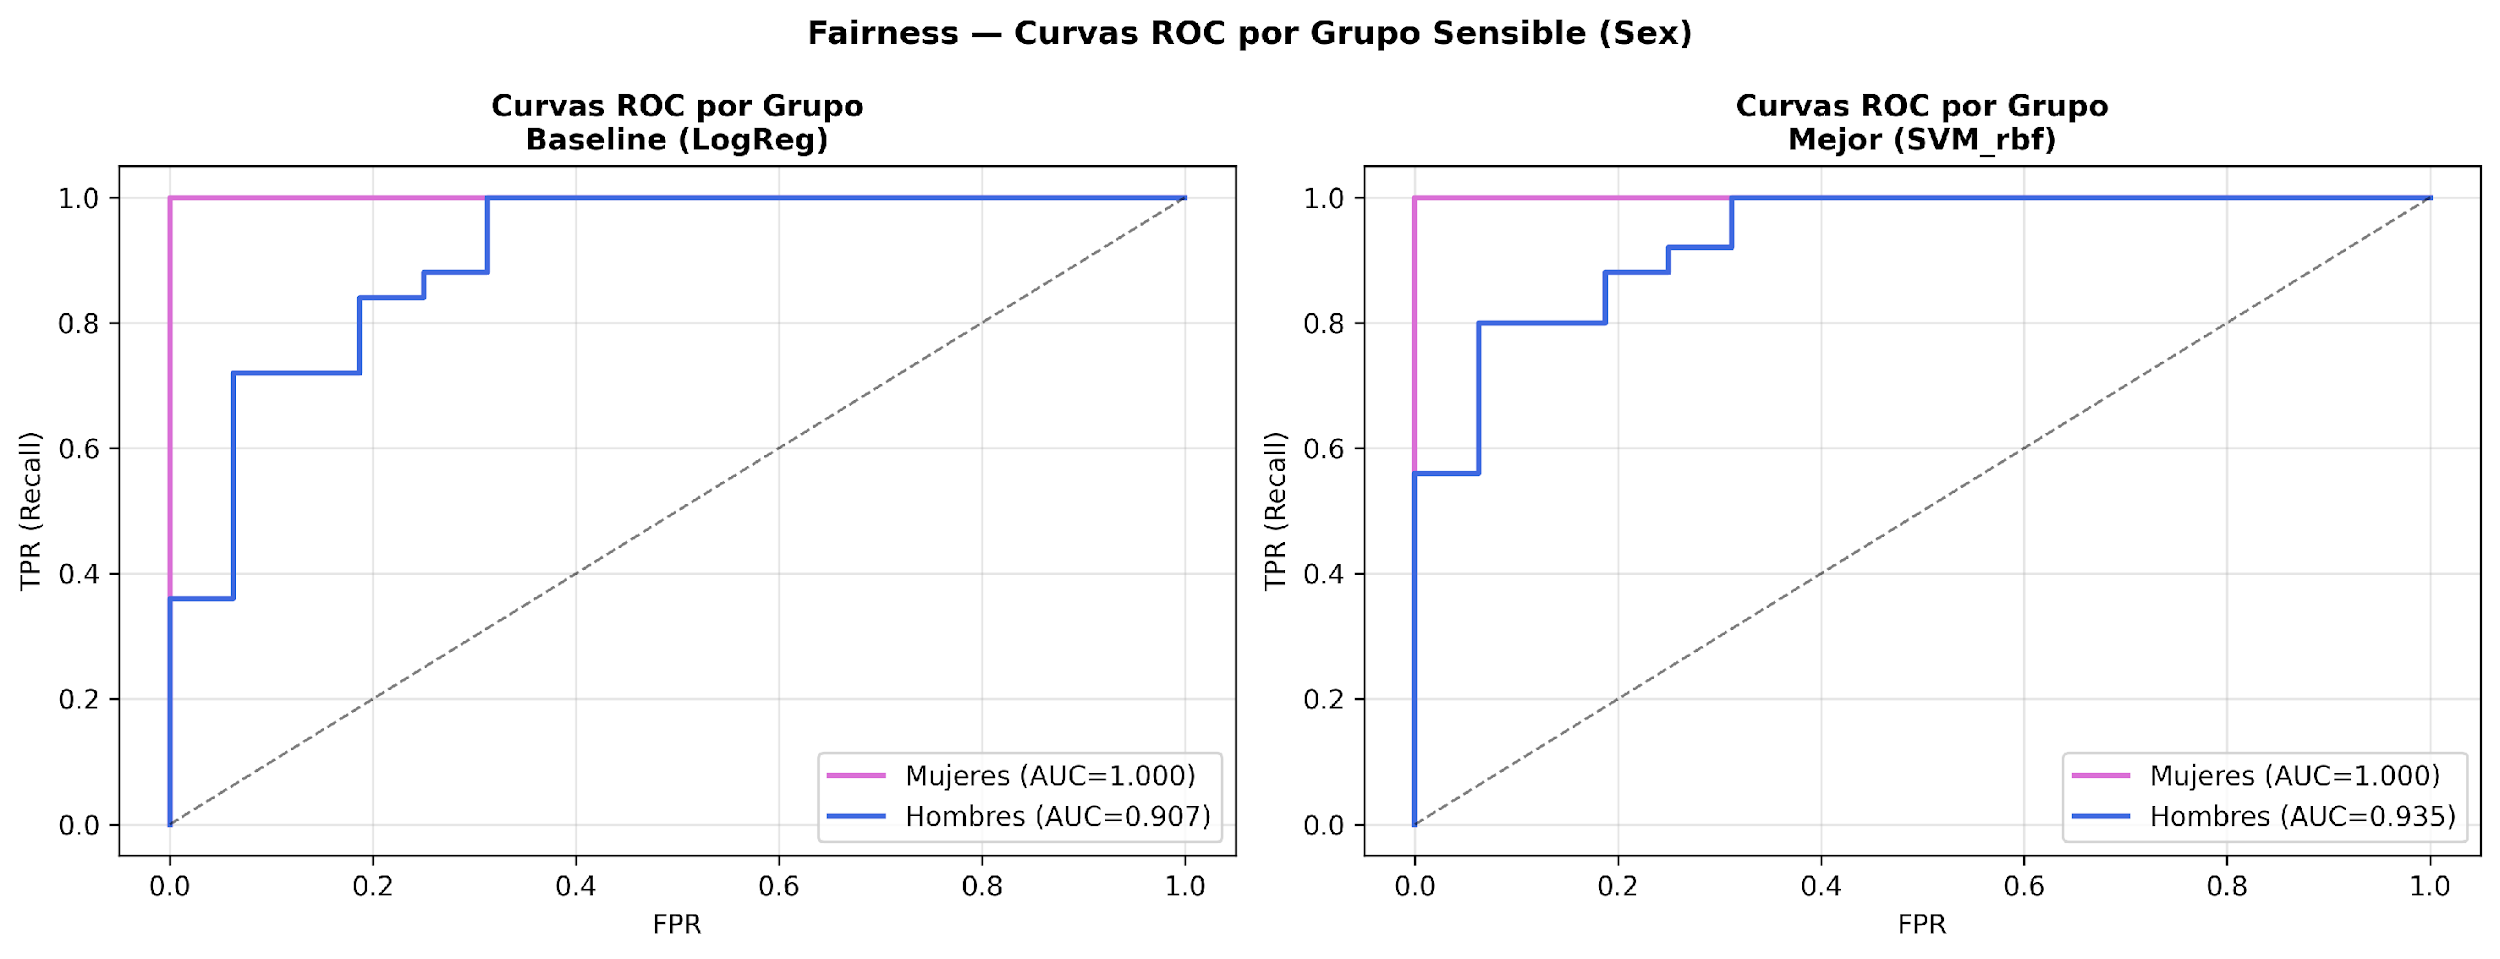 Fairness — Curvas ROC por Grupo Sensible (Sex)
Curvas ROC por Grupo
Baseline (LogReg)
TPR (Recall)
1.0
0.8
0.6
0.4
0.2
0.0
0.0 0.2 0.4 0.6 0.8 1.0
FPR
Mujeres (AUC=1.000)
Hombres (AUC=0.907)
Curvas ROC por Grupo
Mejor (SVM_rbf)
TPR (Recall)
1.0
0.8
0.6
0.4
0.2
0.0
0.0 0.2 0.4 0.6 0.8 1.0
FPR
Mujeres (AUC=1.000)
Hombres (AUC=0.935)